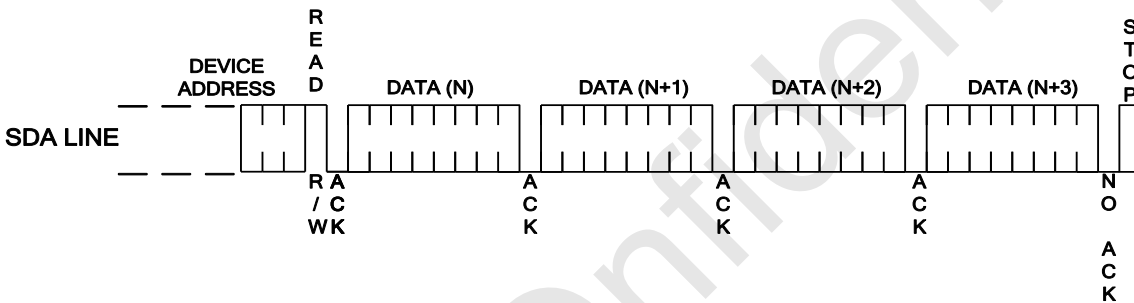 READ
STOP
DEVICE
ADDRESS
DATA (N)
DATA (N+1)
DATA (N+2)
DATA (N+3)
SDA LINE
R/W
ACK
ACK
ACK
ACK
NO ACK